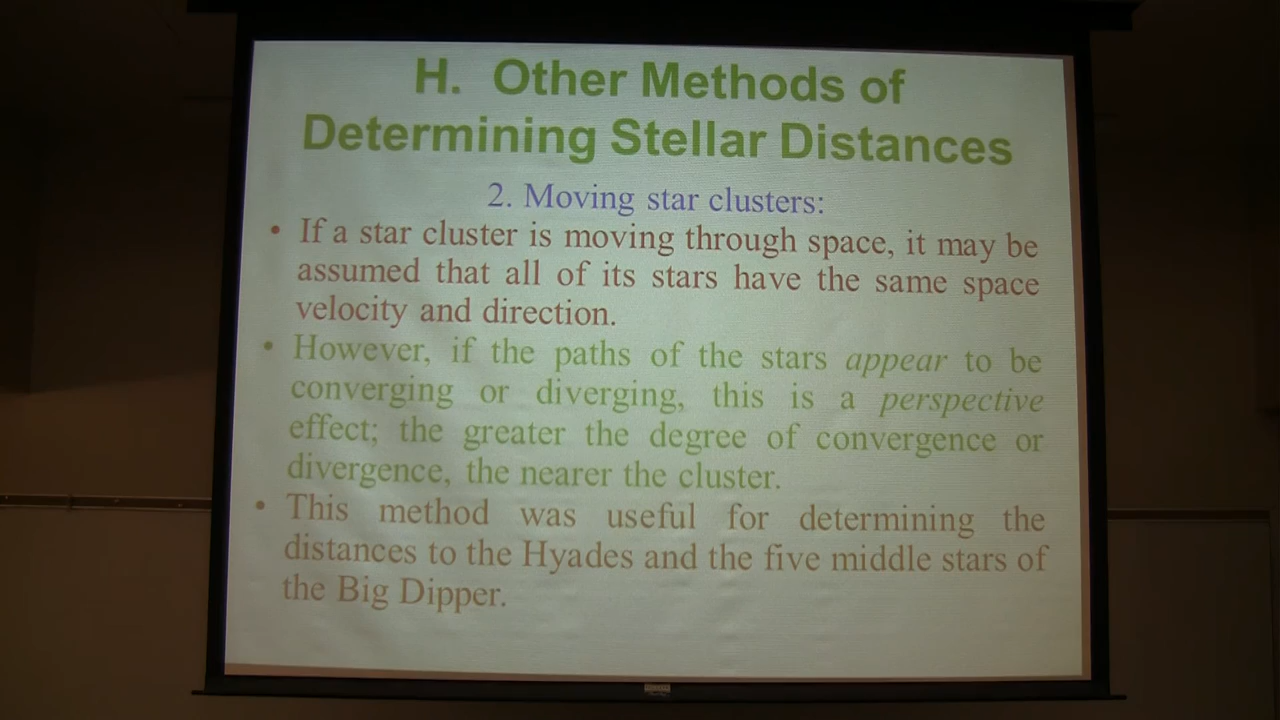 H. Other Methods of
Determining Stellar Distances
2. Moving star clusters:
• If a star cluster is moving through space, it may be
assumed that all of its stars have the same space
velocity and direction.
• However, if the paths of the stars appear to be
converging or diverging, this is a perspective
effect; the greater the degree of convergence or
divergence, the nearer the cluster.
• This method was useful for determining the
distances to the Hyades and the five middle stars of
the Big Dipper.